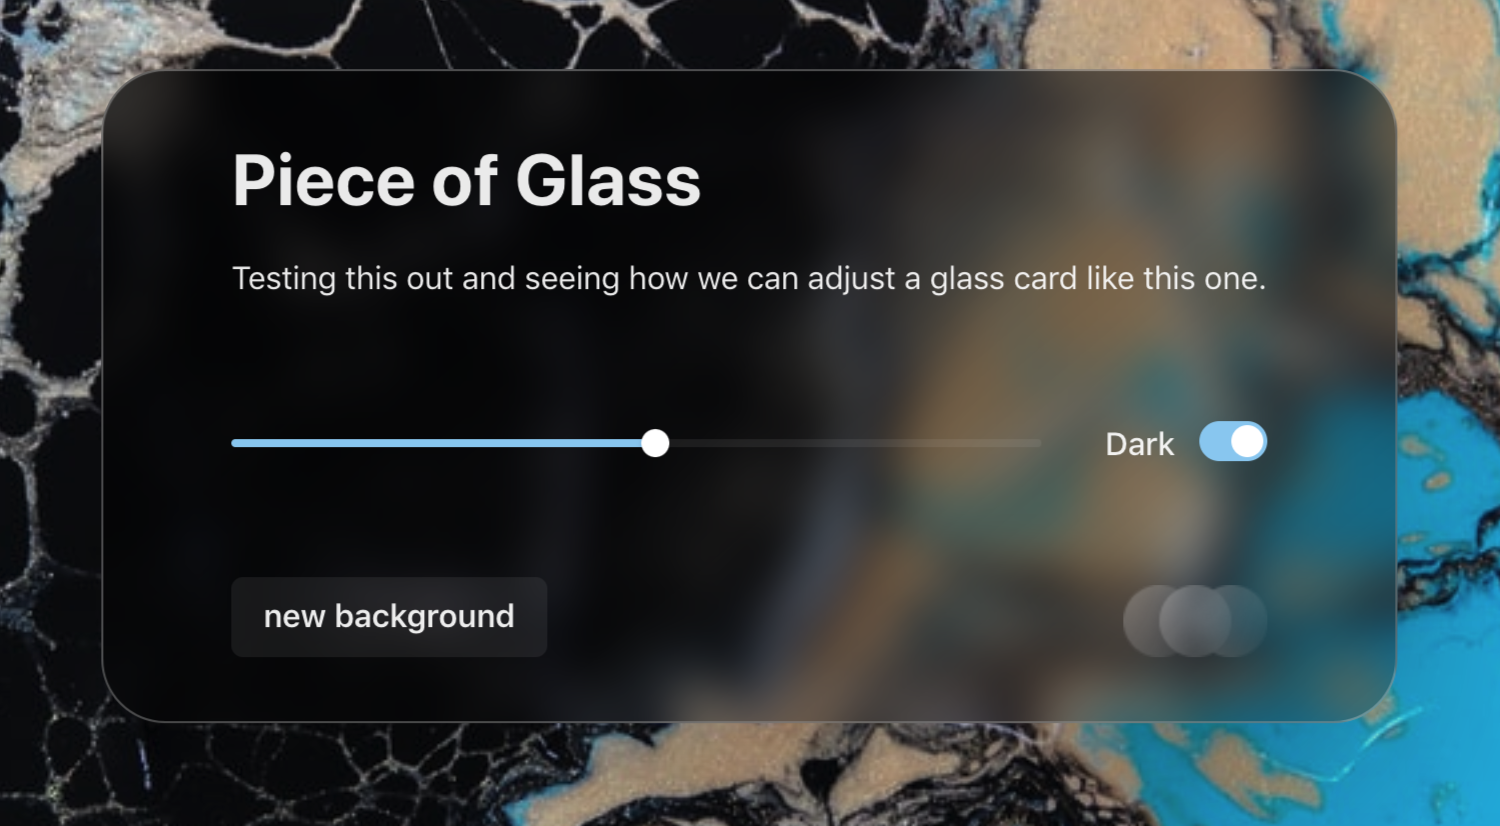 Piece of Glass
Testing this out and seeing how we can adjust a glass card like this one.
Dark
new background